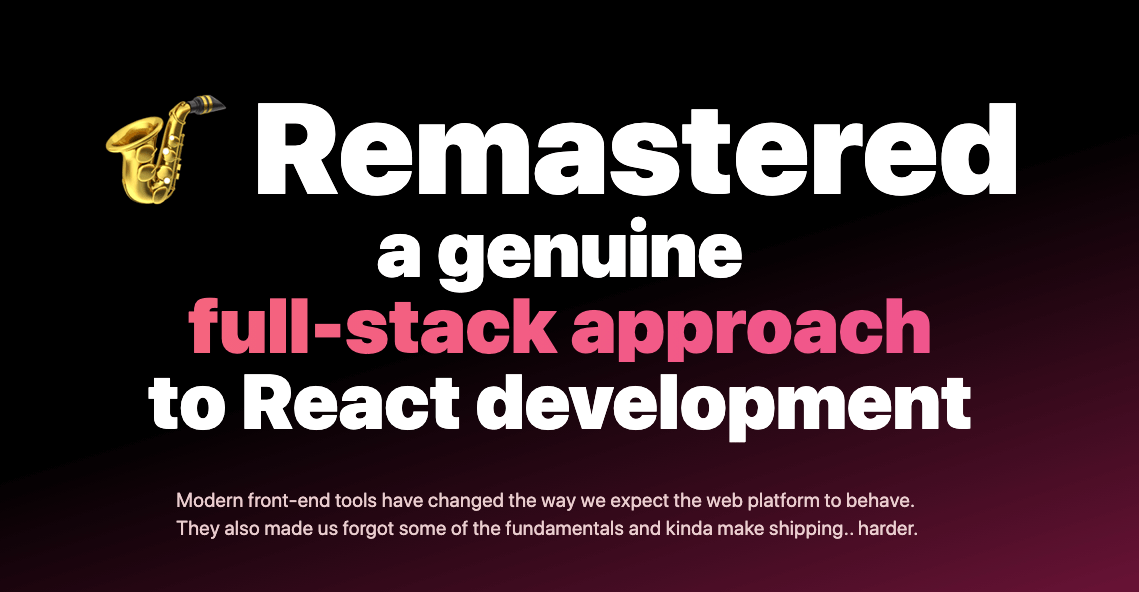 Remastered
a genuine
full-stack approach
to React development
Modern front-end tools have changed the way we expect the web platform to behave.
They also made us forgot some of the fundamentals and kinda make shipping.. harder.